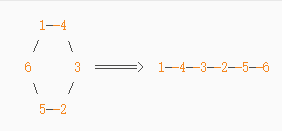 1—4
/ \
6 3 ===> 1—4—3—2—5—6
\ /
5—2